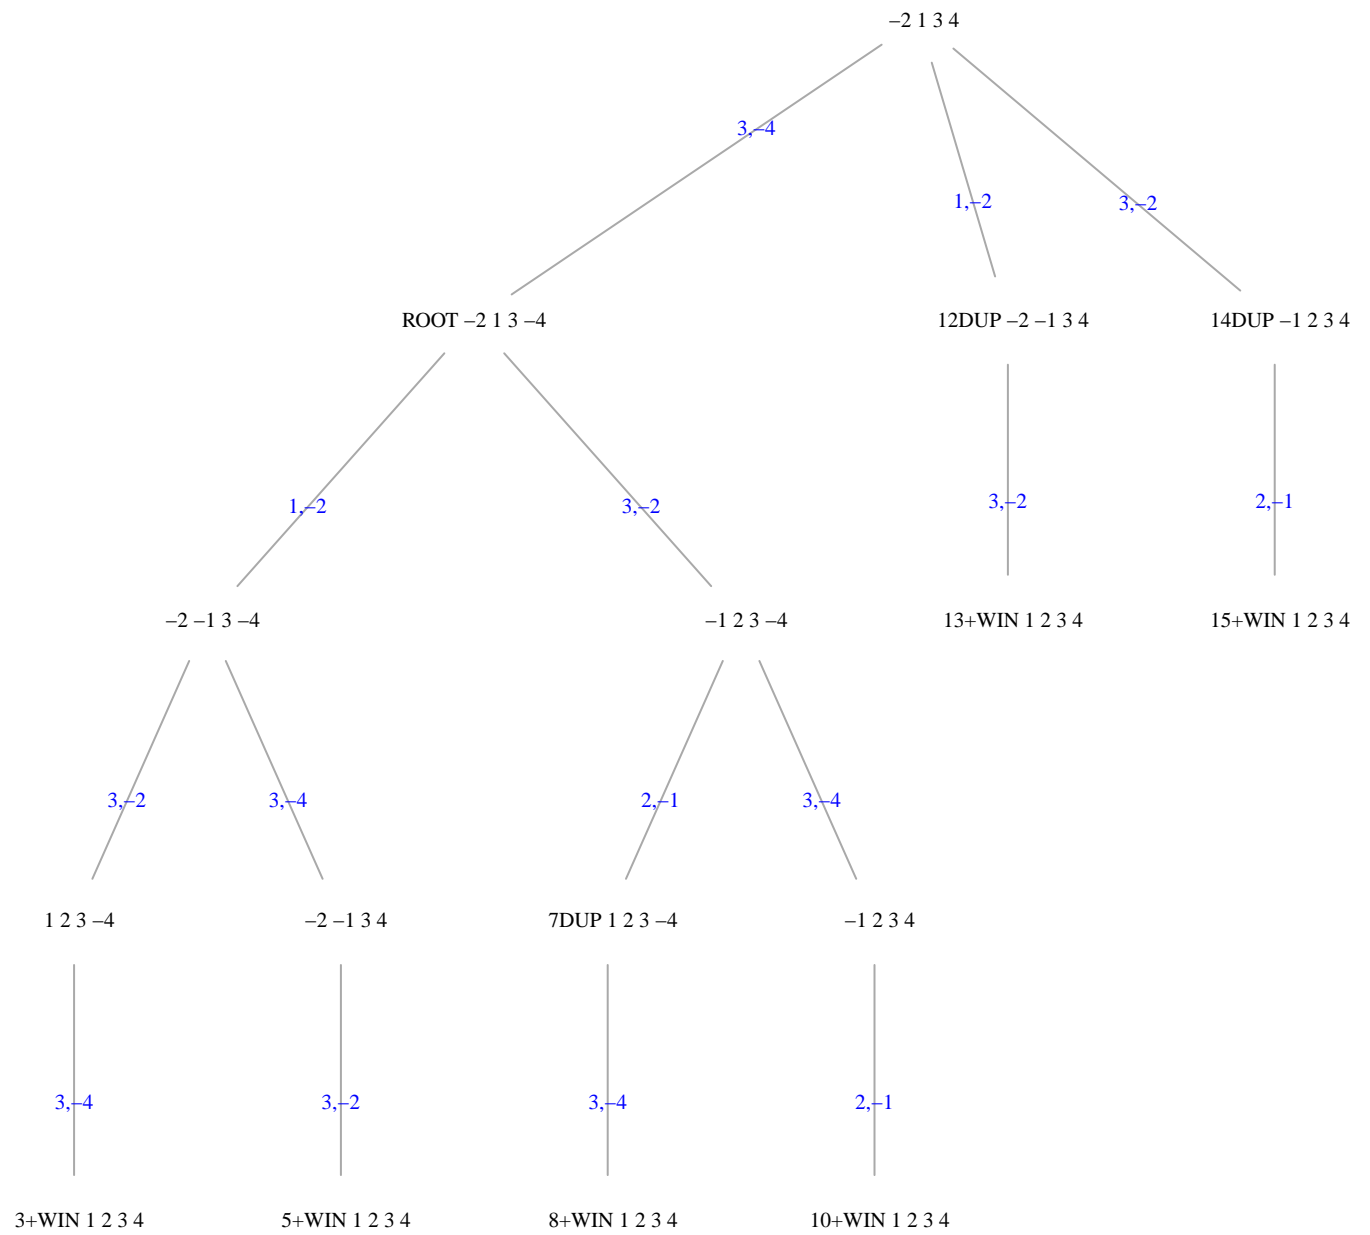 −2 1 3 4
3,−4
1,−2
3,−2
ROOT −2 1 3 −4
12DUP −2 −1 3 4
14DUP −1 2 3 4
1,−2
3,−2
3,−2
2,−1
−2 −1 3 −4
−1 2 3 −4
13+WIN 1 2 3 4
15+WIN 1 2 3 4
3,−2
3,−4
2,−1
3,−4
1 2 3 −4
−2 −1 3 4
7DUP 1 2 3 −4
−1 2 3 4
3,−4
3,−2
3,−4
2,−1
3+WIN 1 2 3 4
5+WIN 1 2 3 4
8+WIN 1 2 3 4
10+WIN 1 2 3 4